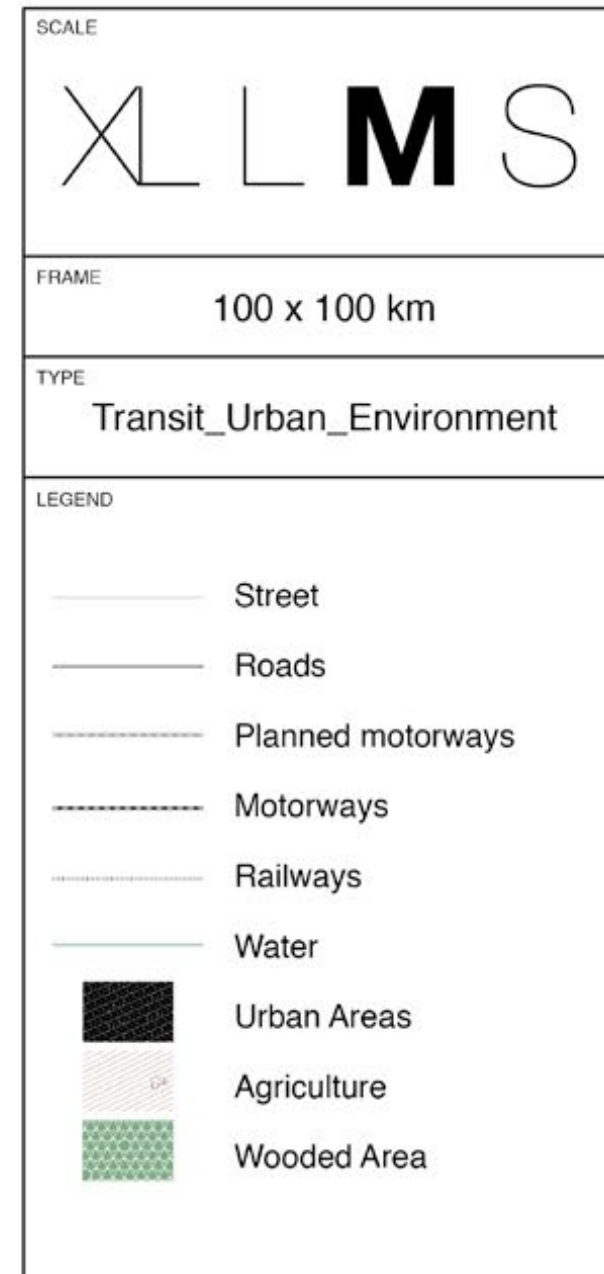 SCALE
XL L M S
FRAME
100 x 100 km
TYPE
Transit_Urban_Environment
LEGEND
Street
Roads
Planned motorways
Motorways
Railways
Water
Urban Areas
Agriculture
Wooded Area